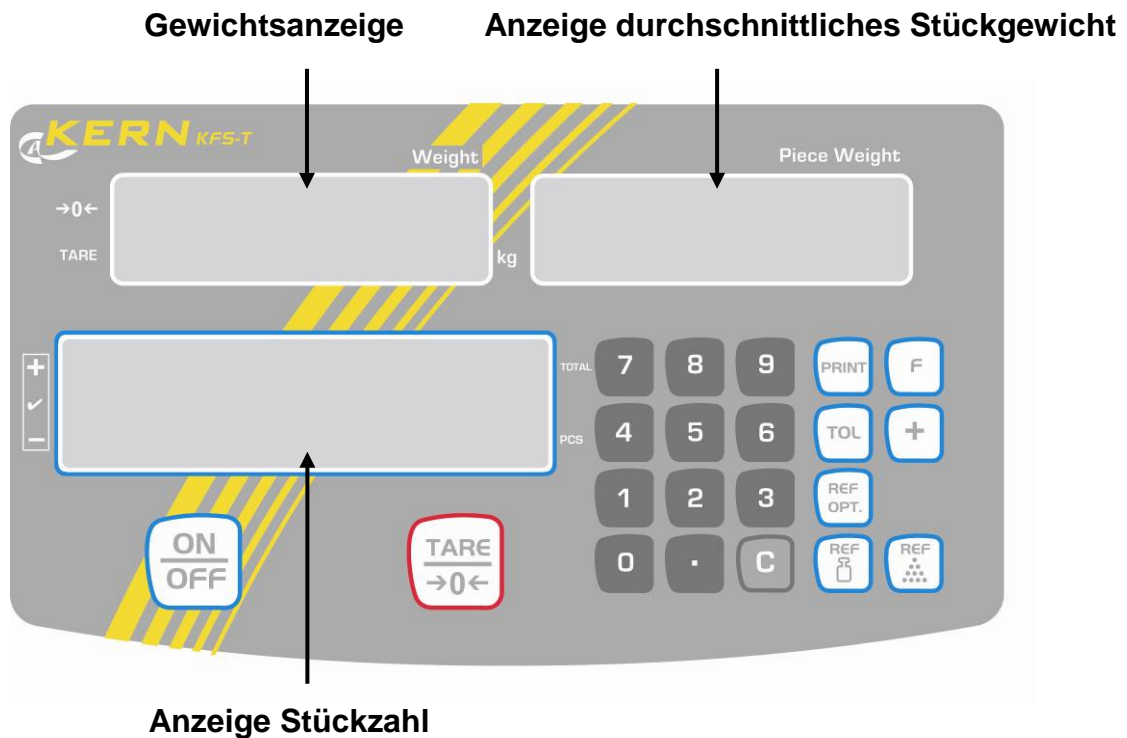 Gewichtsanzeige Anzeige durchschnittliches Stückgewicht
KERN KFS-T
Weight Piece Weight
→0←
TARE
kg
TOTAL
PCS
7 8 9 PRINT F
4 5 6 TOL +
1 2 3 REF OPT.
0 . C REF REF
ON
OFF
TARE
→0←
Anzeige Stückzahl